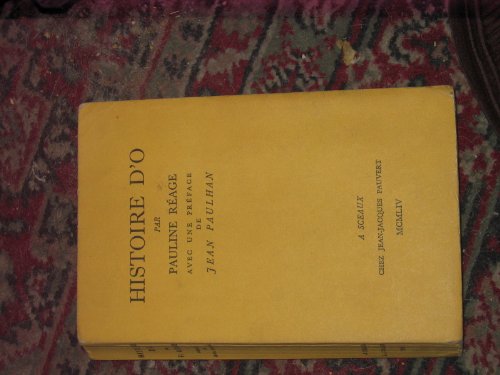 HISTOIRE D'O
PAR
PAULINE RÉAGE
AVEC UNE PRÉFACE
DE
JEAN PAULHAN
A SCEAUX
CHEZ JEAN-JACQUES PAUVERT
MCMLIV